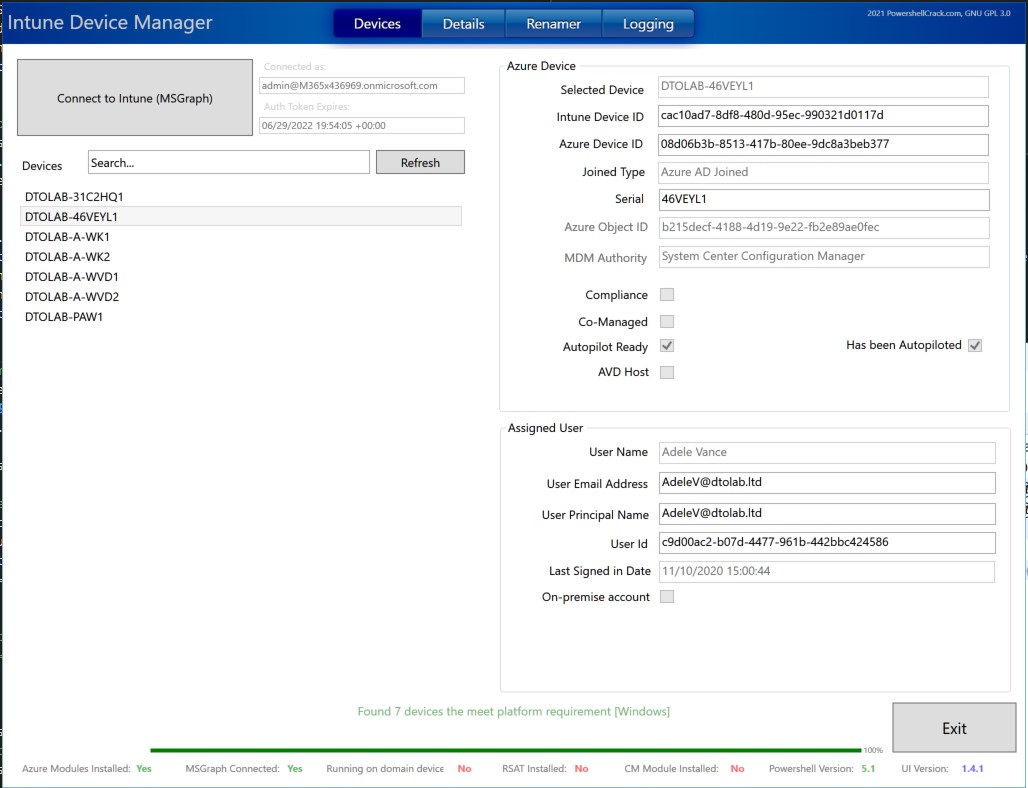 Intune Device Manager
Devices
Details
Renamer
Logging
2021 PowershellCrack.com, GNU GPL 3.0
Connect to Intune (MSGraph)
Connected as:
admin@M365x436969.onmicrosoft.com
Auth Token Expires:
06/29/2022 19:54:05 +00:00
Devices
Search...
Refresh
DTOLAB-31C2HQ1
DTOLAB-46VEYL1
DTOLAB-A-WK1
DTOLAB-A-WK2
DTOLAB-A-WVD1
DTOLAB-A-WVD2
DTOLAB-PAW1
Azure Device
Selected Device DTOLAB-46VEYL1
Intune Device ID cac10ad7-8df8-480d-95ec-990321d0117d
Azure Device ID 08d06b3b-8513-417b-80ee-9dc8a3beb377
Joined Type Azure AD Joined
Serial 46VEYL1
Azure Object ID b215decf-4188-4d19-9e22-fb2e89ae0fec
MDM Authority System Center Configuration Manager
Compliance
Co-Managed
Autopilot Ready Has been Autopiloted
AVD Host
Assigned User
User Name Adele Vance
User Email Address AdeleV@dtolab.ltd
User Principal Name AdeleV@dtolab.ltd
User Id c9d00ac2-b07d-4477-961b-442bbc424586
Last Signed in Date 11/10/2020 15:00:44
On-premise account
Found 7 devices the meet platform requirement [Windows]
Exit
100%
Azure Modules Installed: Yes MSGraph Connected: Yes Running on domain device No RSAT Installed: No CM Module Installed: No Powershell Version: 5.1 UI Version: 1.4.1